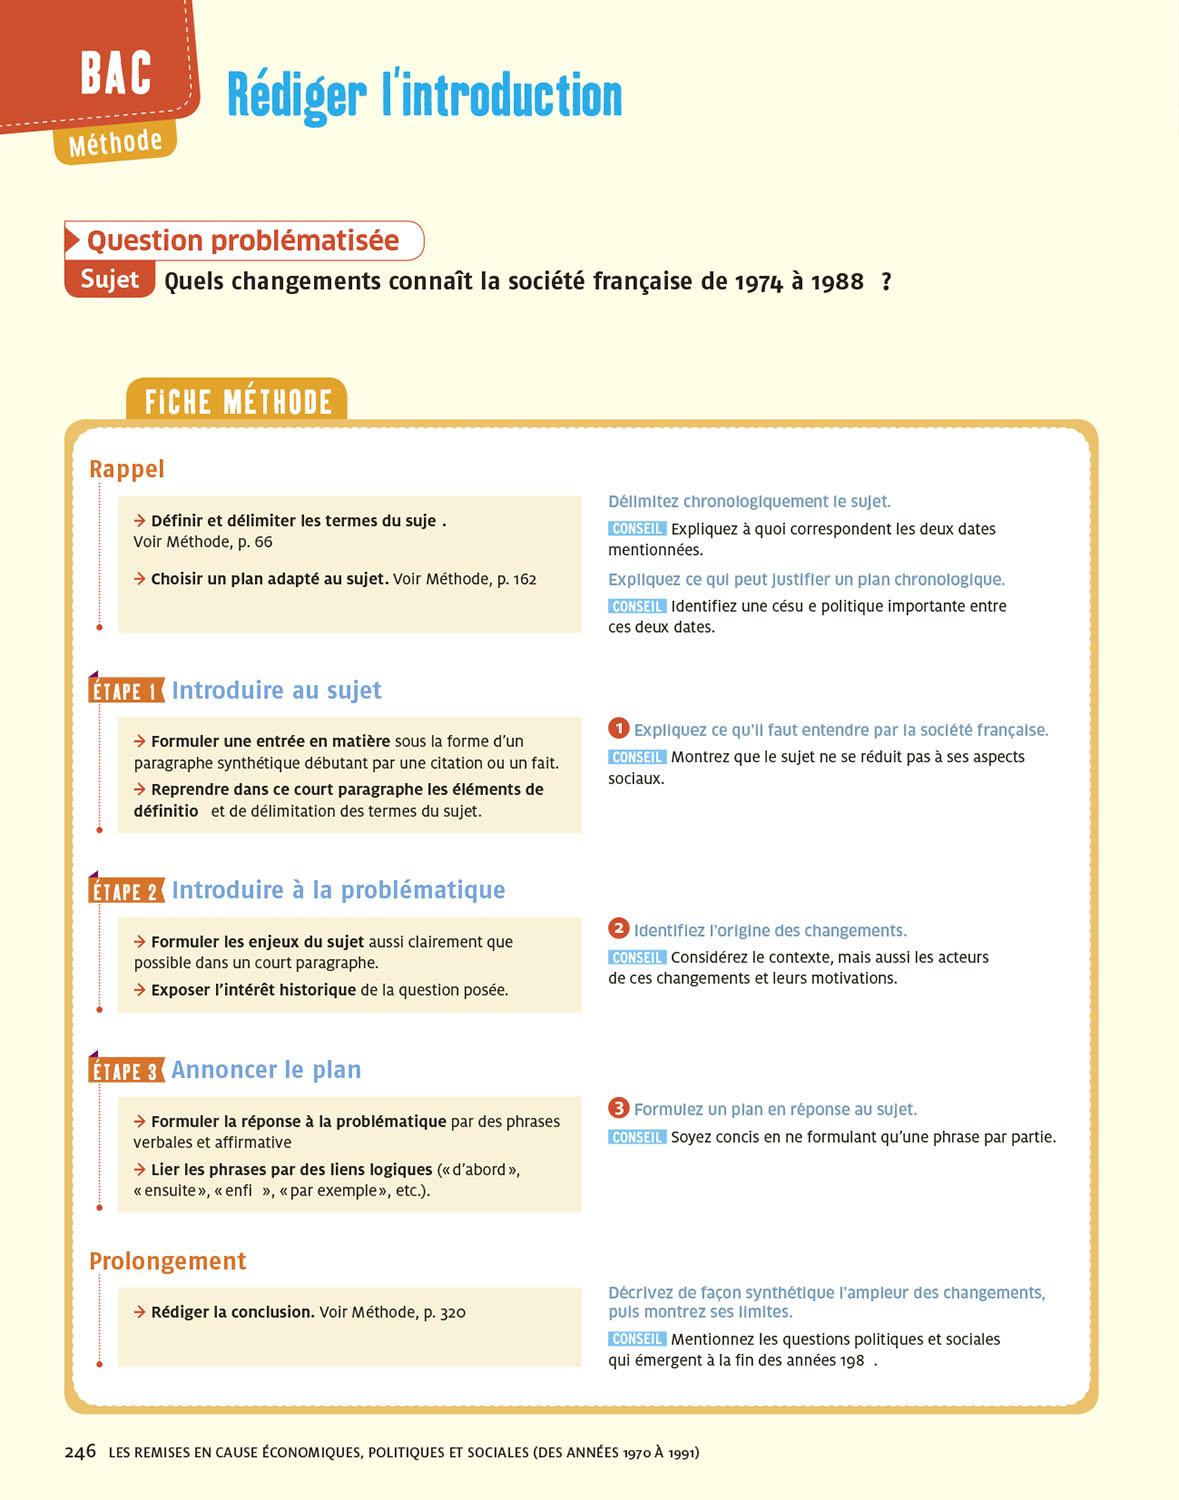 BAC
Méthode
Rédiger l'introduction
Question problématisée
Sujet Quels changements connaît la société française de 1974 à 1988 ?
FiCHE MÉTHODE
Rappel
→ Définir et délimiter les termes du suje .
Voir Méthode, p. 66
→ Choisir un plan adapté au sujet. Voir Méthode, p. 162
Délimitez chronologiquement le sujet.
CONSEIL Expliquez à quoi correspondent les deux dates
mentionnées.
Expliquez ce qui peut justifier un plan chronologique.
CONSEIL Identifiez une césu e politique importante entre
ces deux dates.
ÉTAPE 1 Introduire au sujet
→ Formuler une entrée en matière sous la forme d'un
paragraphe synthétique débutant par une citation ou un fait.
→ Reprendre dans ce court paragraphe les éléments de
définitio et de délimitation des termes du sujet.
1 Expliquez ce qu'il faut entendre par la société française.
CONSEIL Montrez que le sujet ne se réduit pas à ses aspects
sociaux.
ÉTAPE 2 Introduire à la problématique
→ Formuler les enjeux du sujet aussi clairement que
possible dans un court paragraphe.
→ Exposer l'intérêt historique de la question posée.
2 Identifiez l'origine des changements.
CONSEIL Considérez le contexte, mais aussi les acteurs
de ces changements et leurs motivations.
ÉTAPE 3 Annoncer le plan
→ Formuler la réponse à la problématique par des phrases
verbales et affirmative
→ Lier les phrases par des liens logiques (« d'abord »,
« ensuite », « enfi », « par exemple », etc.).
3 Formulez un plan en réponse au sujet.
CONSEIL Soyez concis en ne formulant qu'une phrase par partie.
Prolongement
→ Rédiger la conclusion. Voir Méthode, p. 320
Décrivez de façon synthétique l'ampleur des changements,
puis montrez ses limites.
CONSEIL Mentionnez les questions politiques et sociales
qui émergent à la fin des années 198 .
246 LES REMISES EN CAUSE ÉCONOMIQUES, POLITIQUES ET SOCIALES (DES ANNÉES 1970 À 1991)